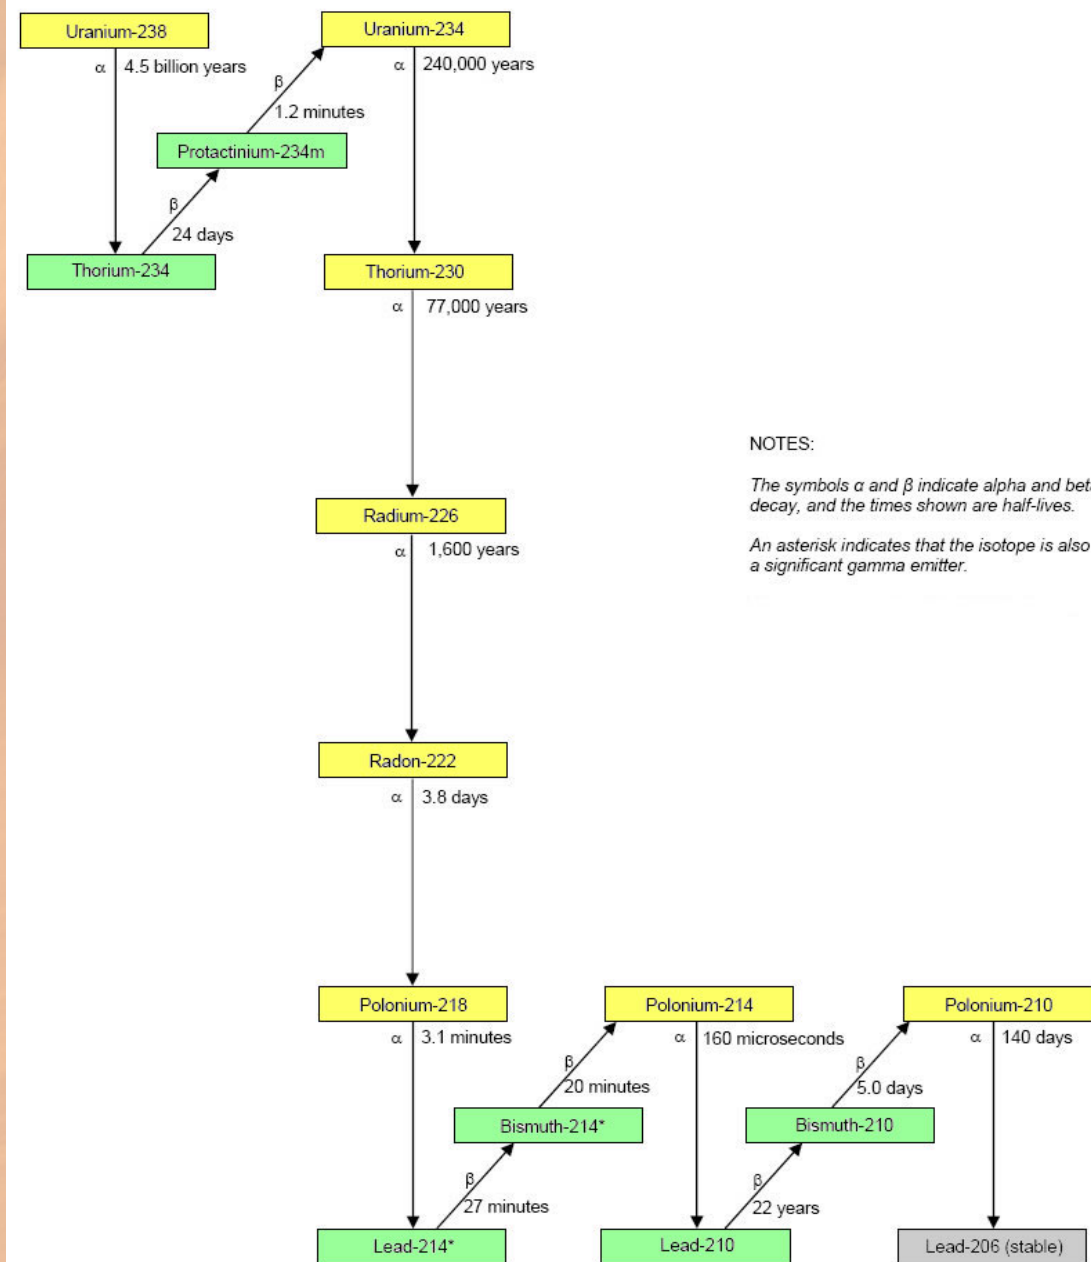 Uranium-238
Uranium-234
α 4.5 billion years
α 240,000 years
β
1.2 minutes
Protactinium-234m
β
24 days
Thorium-234
Thorium-230
α 77,000 years
NOTES:
The symbols α and β indicate alpha and bet
decay, and the times shown are half-lives.
An asterisk indicates that the isotope is also
a significant gamma emitter.
Radium-226
α 1,600 years
Radon-222
α 3.8 days
Polonium-218
Polonium-214
Polonium-210
α 3.1 minutes
α 160 microseconds
α 140 days
β
20 minutes
β
5.0 days
Bismuth-214*
Bismuth-210
β
27 minutes
β
22 years
Lead-214*
Lead-210
Lead-206 (stable)